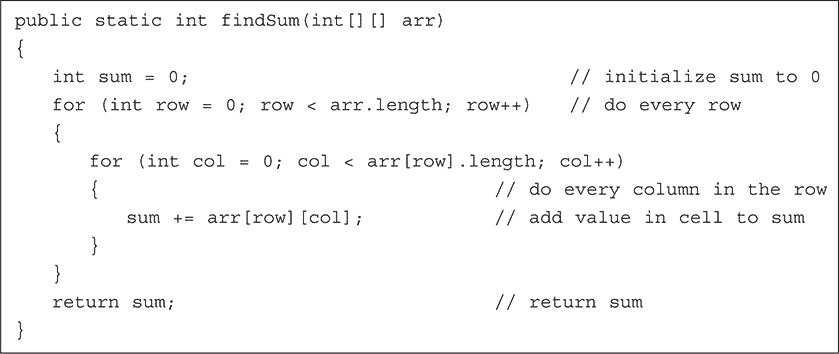 public static int findSum(int[][] arr)
{
    int sum = 0;                                         // initialize sum to 0
    for (int row = 0; row < arr.length; row++)    // do every row
    {
        for (int col = 0; col < arr[row].length; col++)
        {                                           // do every column in the row
            sum += arr[row][col];              // add value in cell to sum
        }
    }
    return sum;                                   // return sum
}